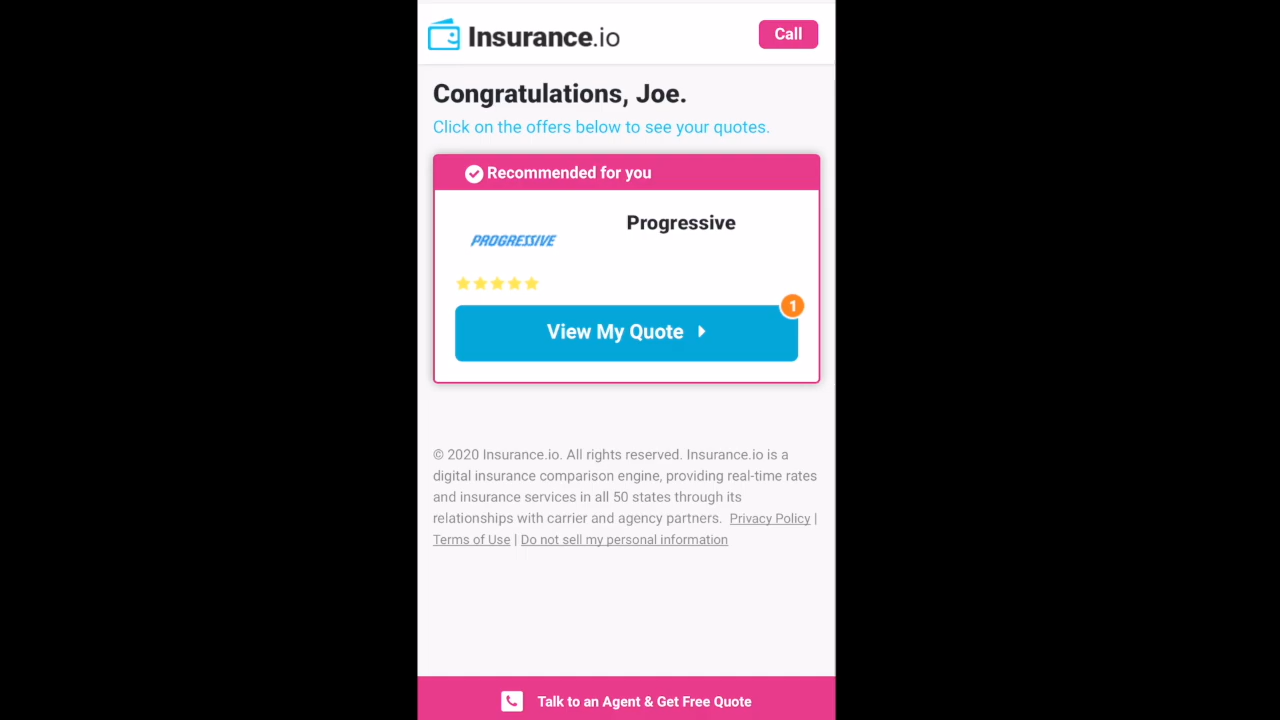 Insurance.io
Call
Congratulations, Joe.
Click on the offers below to see your quotes.
Recommended for you
PROGRESSIVE
Progressive
1
View My Quote
© 2020 Insurance.io. All rights reserved. Insurance.io is a
digital insurance comparison engine, providing real-time rates
and insurance services in all 50 states through its
relationships with carrier and agency partners. Privacy Policy |
Terms of Use | Do not sell my personal information
Talk to an Agent & Get Free Quote